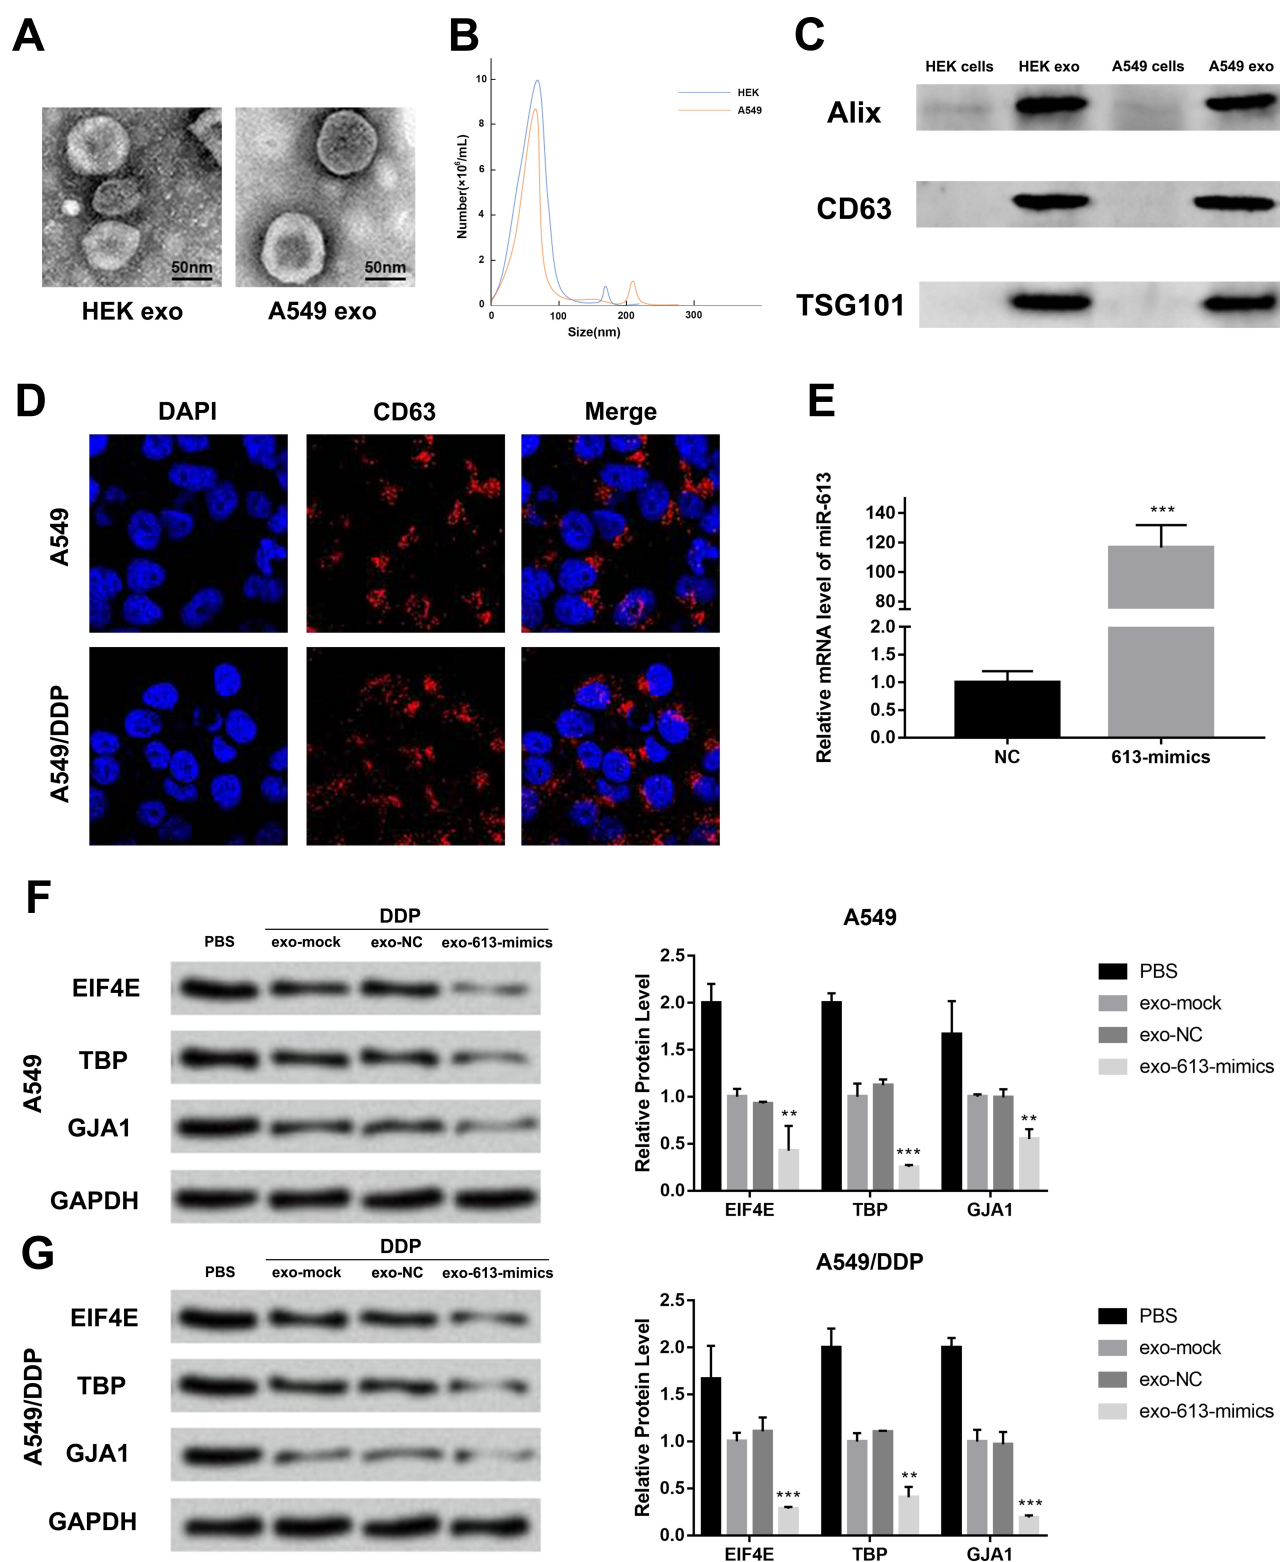 A
50nm
50nm
HEK exo
A549 exo
B
10
8
6
4
2
0
Number(×10⁶/mL)
0 100 200 300
Size(nm)
HEK
A549
C
HEK cells HEK exo A549 cells A549 exo
Alix
CD63
TSG101
D
DAPI CD63 Merge
A549
A549/DDP
E
Relative mRNA level of miR-613
140
120
100
80
2.0
1.5
1.0
0.5
0.0
***
NC 613-mimics
F
DDP
PBS exo-mock exo-NC exo-613-mimics
A549
EIF4E
TBP
GJA1
GAPDH
A549
Relative Protein Level
2.5
2.0
1.5
1.0
0.5
0.0
** *** **
EIF4E TBP GJA1
PBS
exo-mock
exo-NC
exo-613-mimics
G
DDP
PBS exo-mock exo-NC exo-613-mimics
A549/DDP
EIF4E
TBP
GJA1
GAPDH
A549/DDP
Relative Protein Level
2.5
2.0
1.5
1.0
0.5
0.0
*** ** ***
EIF4E TBP GJA1
PBS
exo-mock
exo-NC
exo-613-mimics